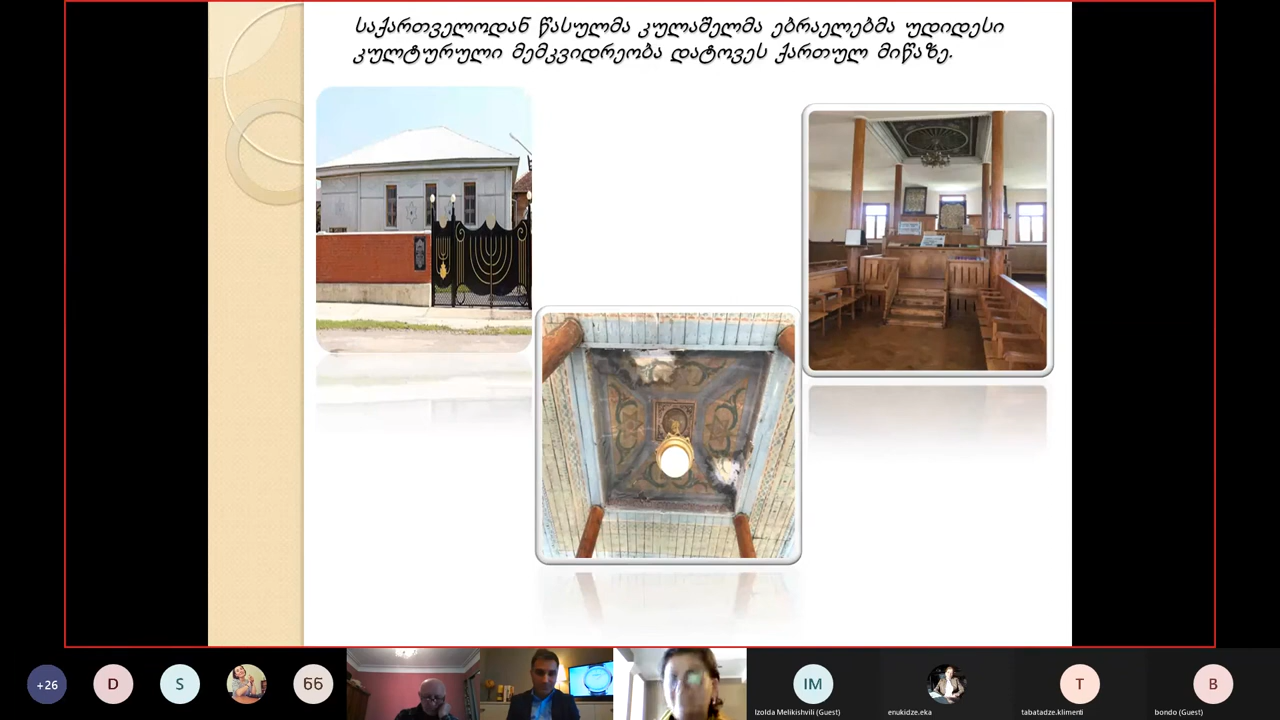 საქართველოდან წასულმა კულაშელმა ებრაელებმა უდიდესი
კულტურული მემკვიდრეობა დატოვეს ქართულ მიწაზე.
+26
D
S
ნნ
IM
T
B
Izolda Melikishvili (Guest)
enukidze.eka
tabatadze.klimenti
bondo (Guest)